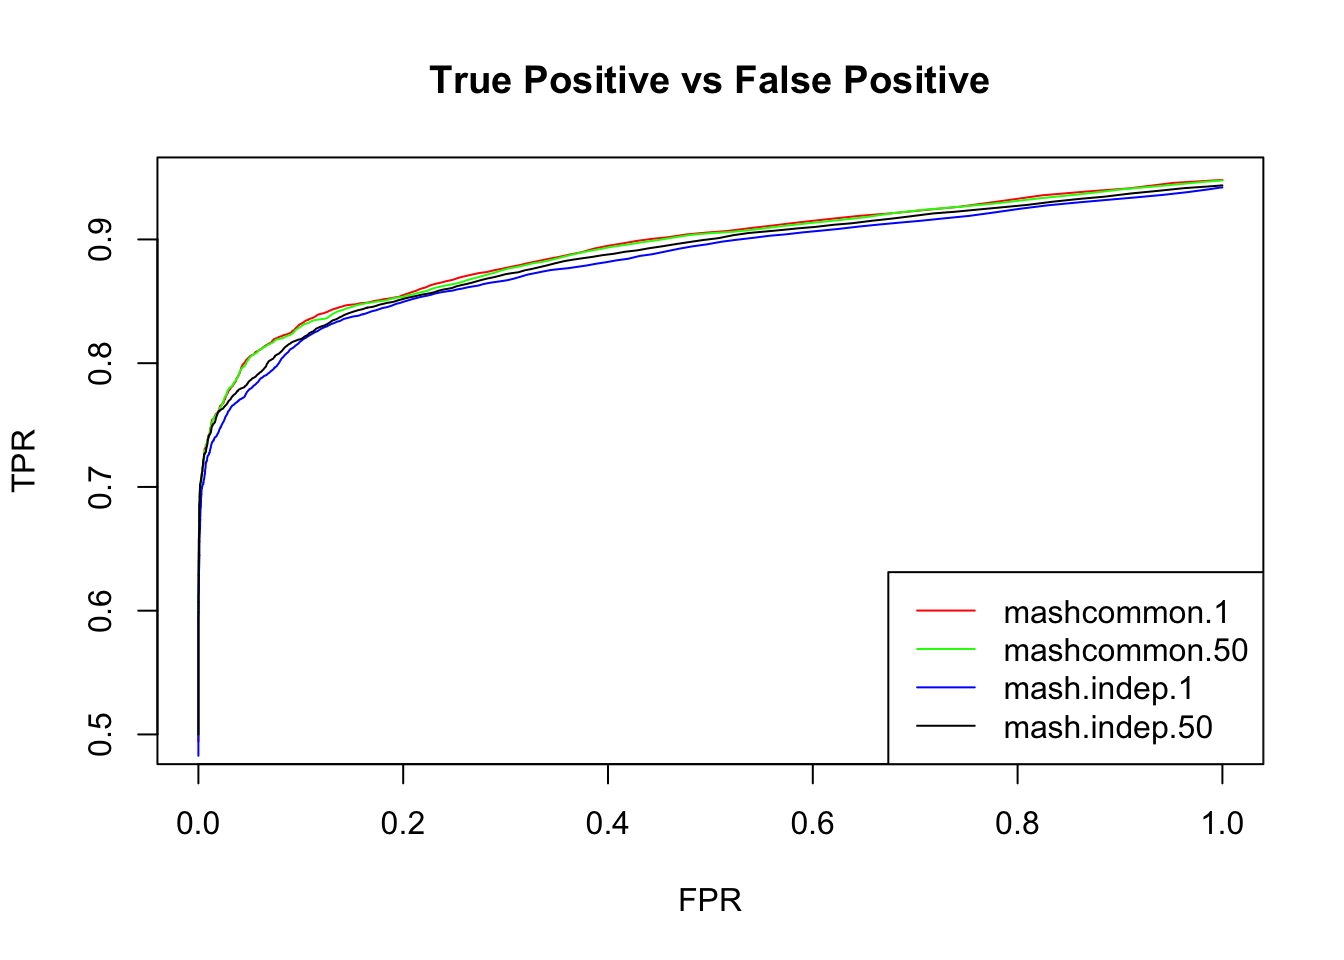 True Positive vs False Positive
TPR
0.9
0.8
0.7
0.6
0.5
mashcommon.1
mashcommon.50
mash.indep.1
mash.indep.50
0.0 0.2 0.4 0.6 0.8 1.0
FPR